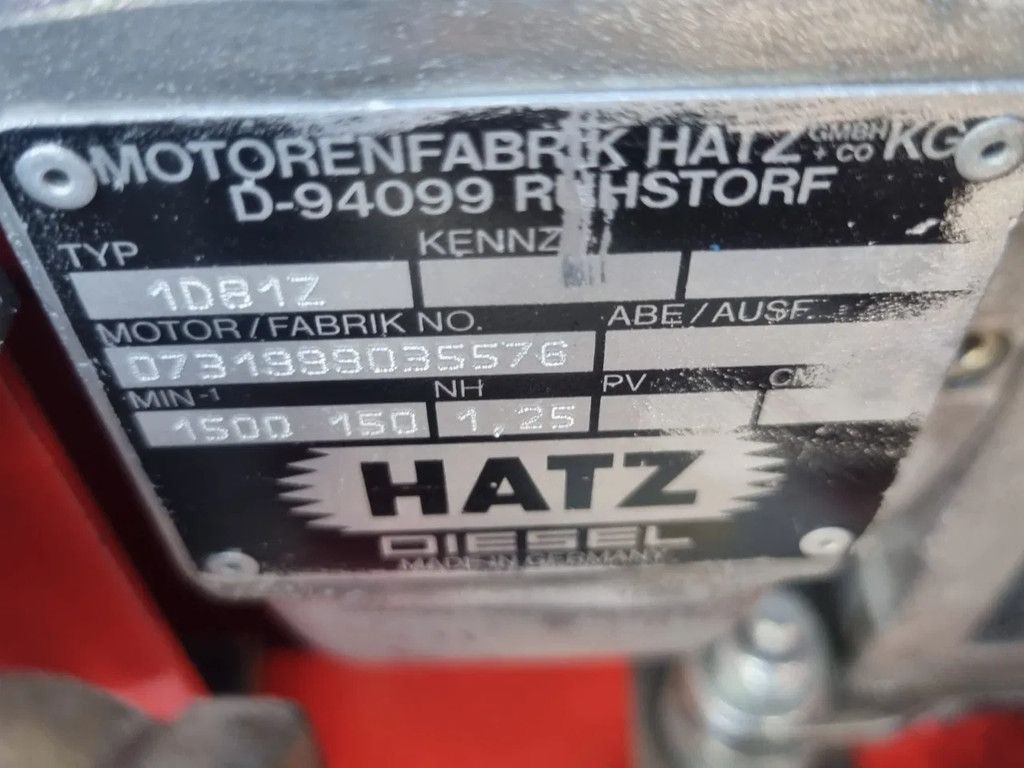 MOTORENFABRIK HATZ GMBH + CO KG
D-94099 RUHSTORF
TYP KENNZ
1D81Z
MOTOR/FABRIK NO. ABE/AUSF
0731999035576
MIN-1 NH PV CM
1500 150 1,25
HATZ
DIESEL
MADE IN GERMANY